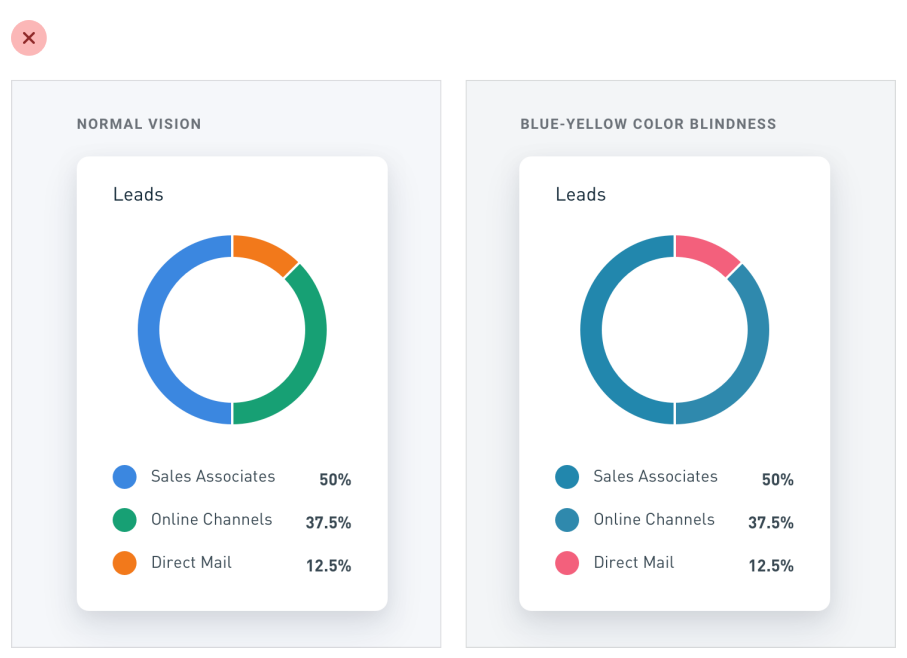 NORMAL VISION
Leads
Sales Associates 50%
Online Channels 37.5%
Direct Mail 12.5%
BLUE-YELLOW COLOR BLINDNESS
Leads
Sales Associates 50%
Online Channels 37.5%
Direct Mail 12.5%